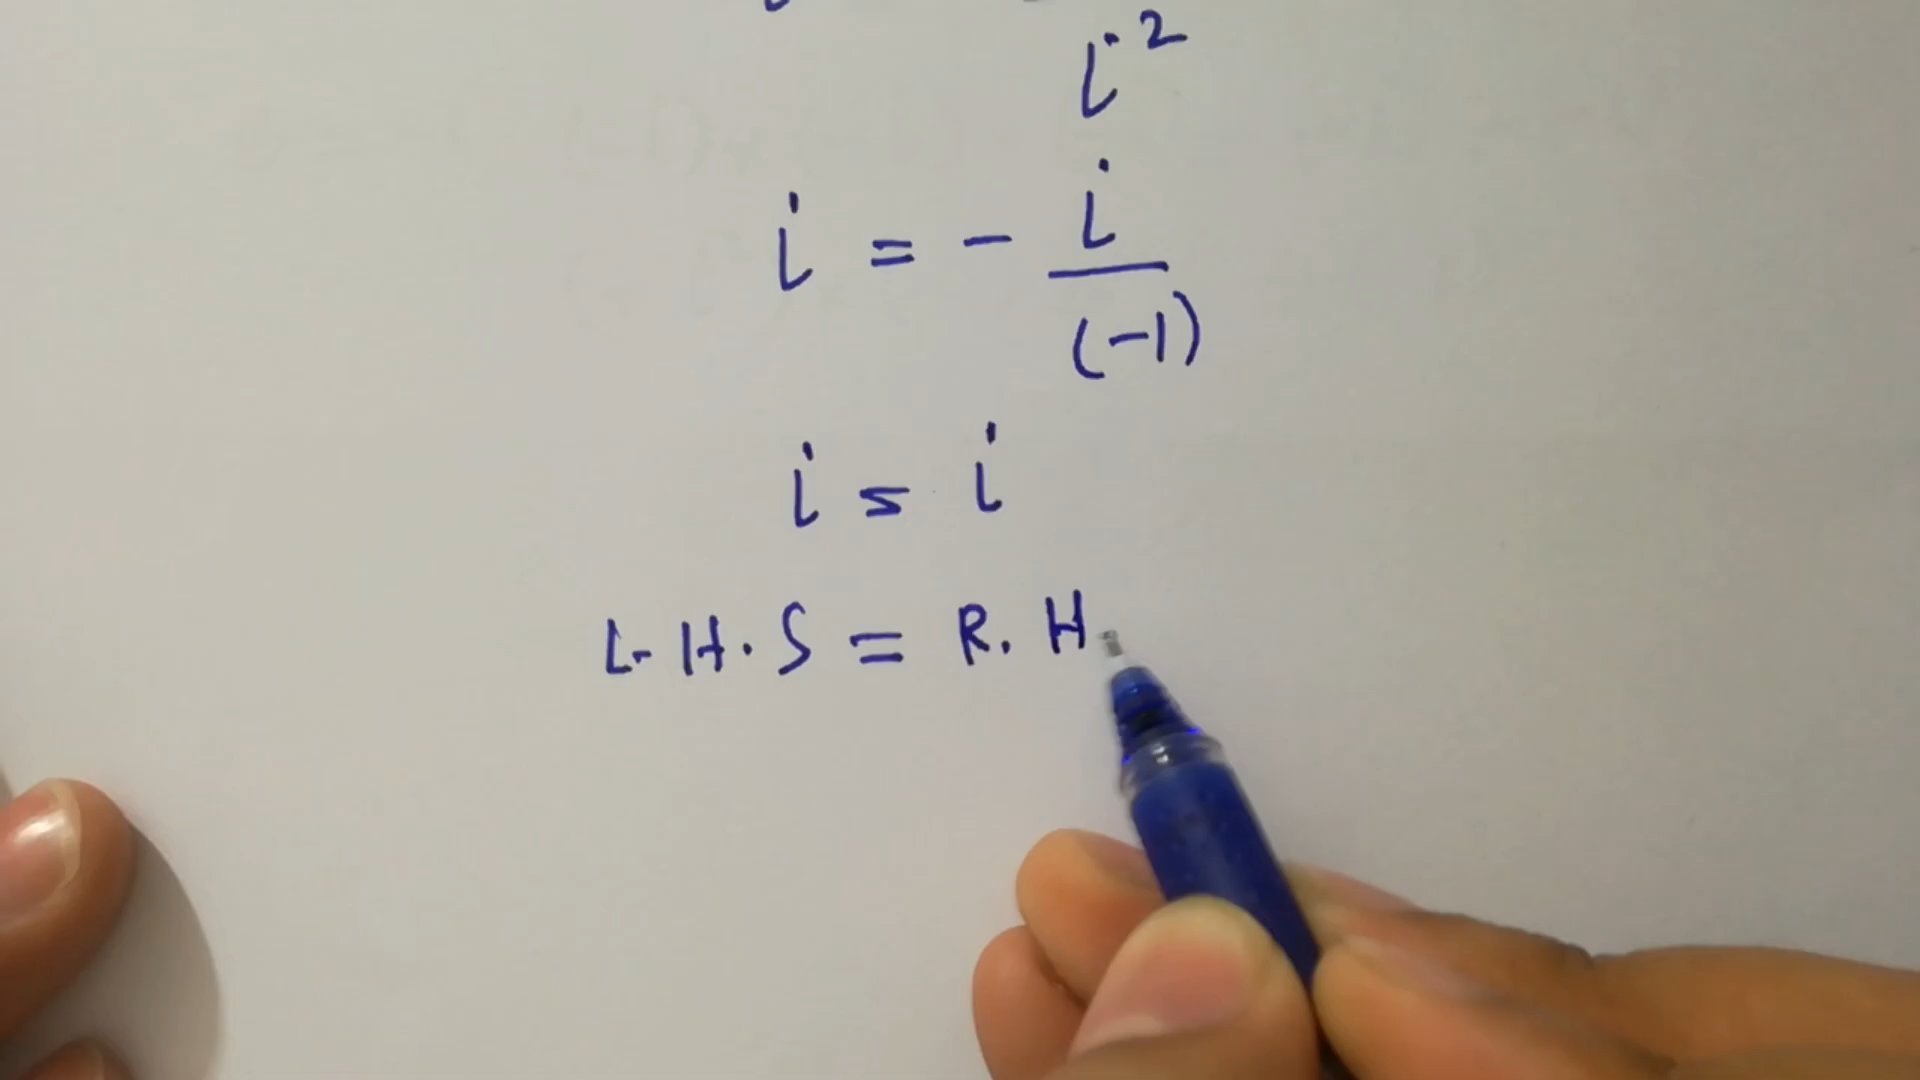 i²
i = - i / (-1)
i = i
L.H.S = R.H